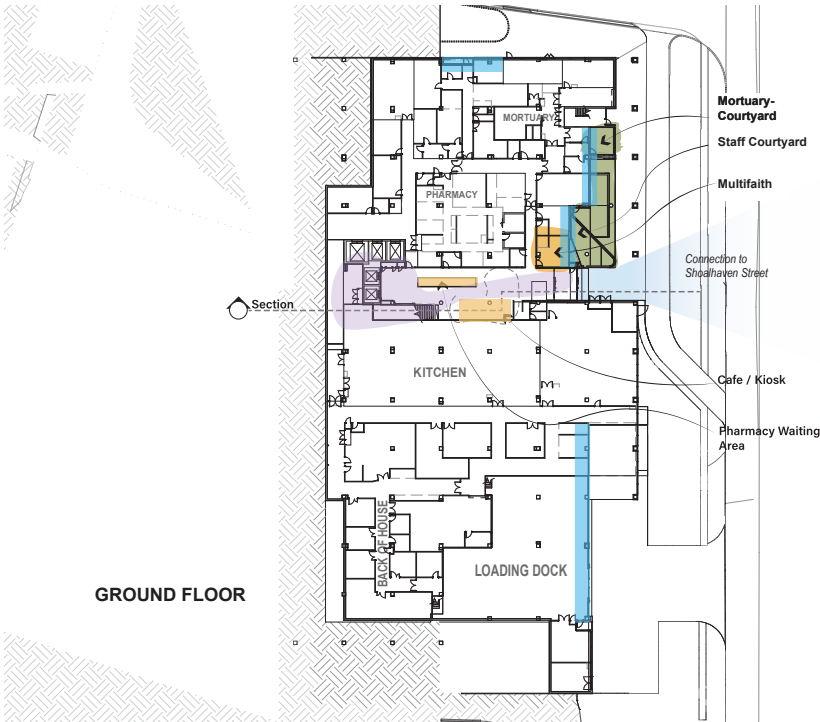 Mortuary-
Courtyard
MORTUARY
Staff Courtyard
Multifaith
PHARMACY
Connection to
Shoalhaven Street
Section
KITCHEN
Cafe / Kiosk
Pharmacy Waiting
Area
BACK OF HOUSE
LOADING DOCK
GROUND FLOOR